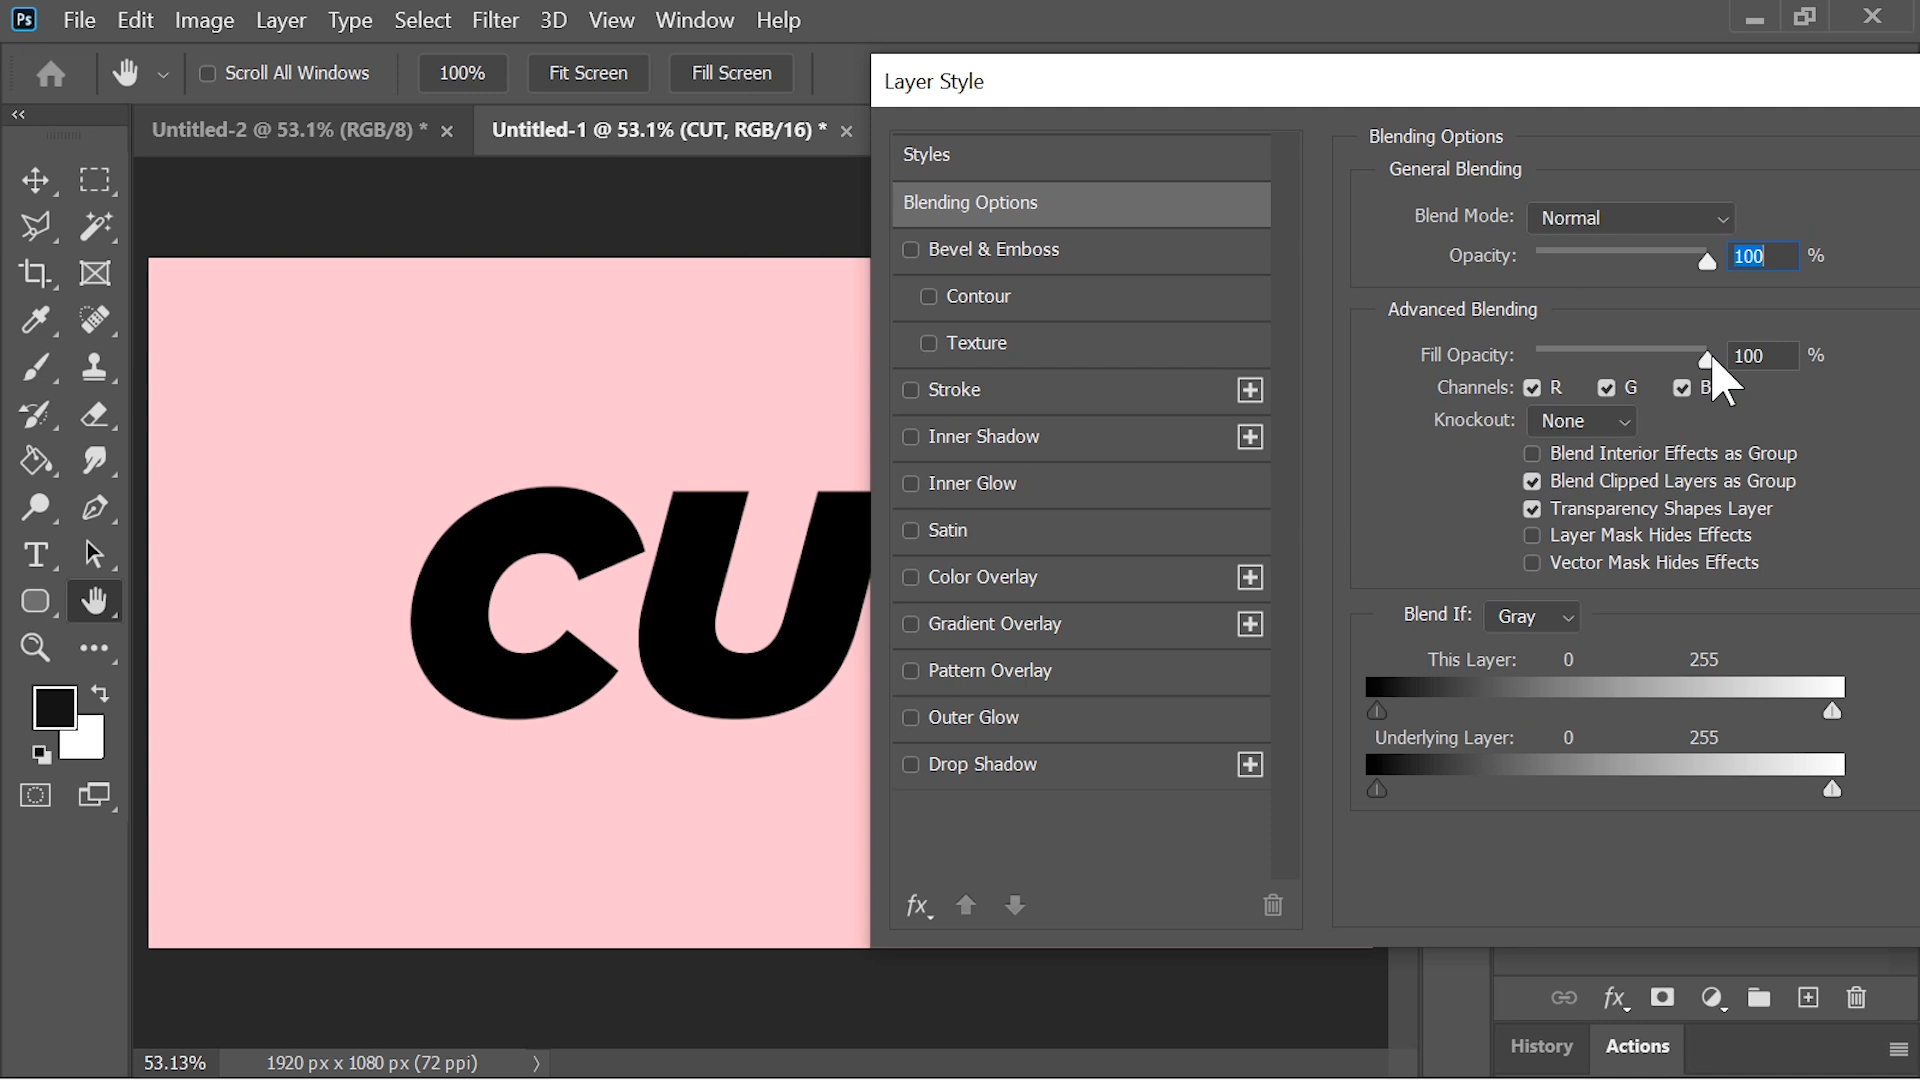 Ps File Edit Image Layer Type Select Filter 3D View Window Help
Scroll All Windows 100% Fit Screen Fill Screen
Untitled-2 @ 53.1% (RGB/8) * × Untitled-1 @ 53.1% (CUT, RGB/16) * ×
CU
T
53.13% 1920 px x 1080 px (72 ppi)
Layer Style
Styles
Blending Options
Bevel & Emboss
Contour
Texture
Stroke
Inner Shadow
Inner Glow
Satin
Color Overlay
Gradient Overlay
Pattern Overlay
Outer Glow
Drop Shadow
fx
Blending Options
General Blending
Blend Mode: Normal
Opacity: 100 %
Advanced Blending
Fill Opacity: 100 %
Channels: R G B
Knockout: None
Blend Interior Effects as Group
Blend Clipped Layers as Group
Transparency Shapes Layer
Layer Mask Hides Effects
Vector Mask Hides Effects
Blend If: Gray
This Layer: 0 255
Underlying Layer: 0 255
fx
History Actions